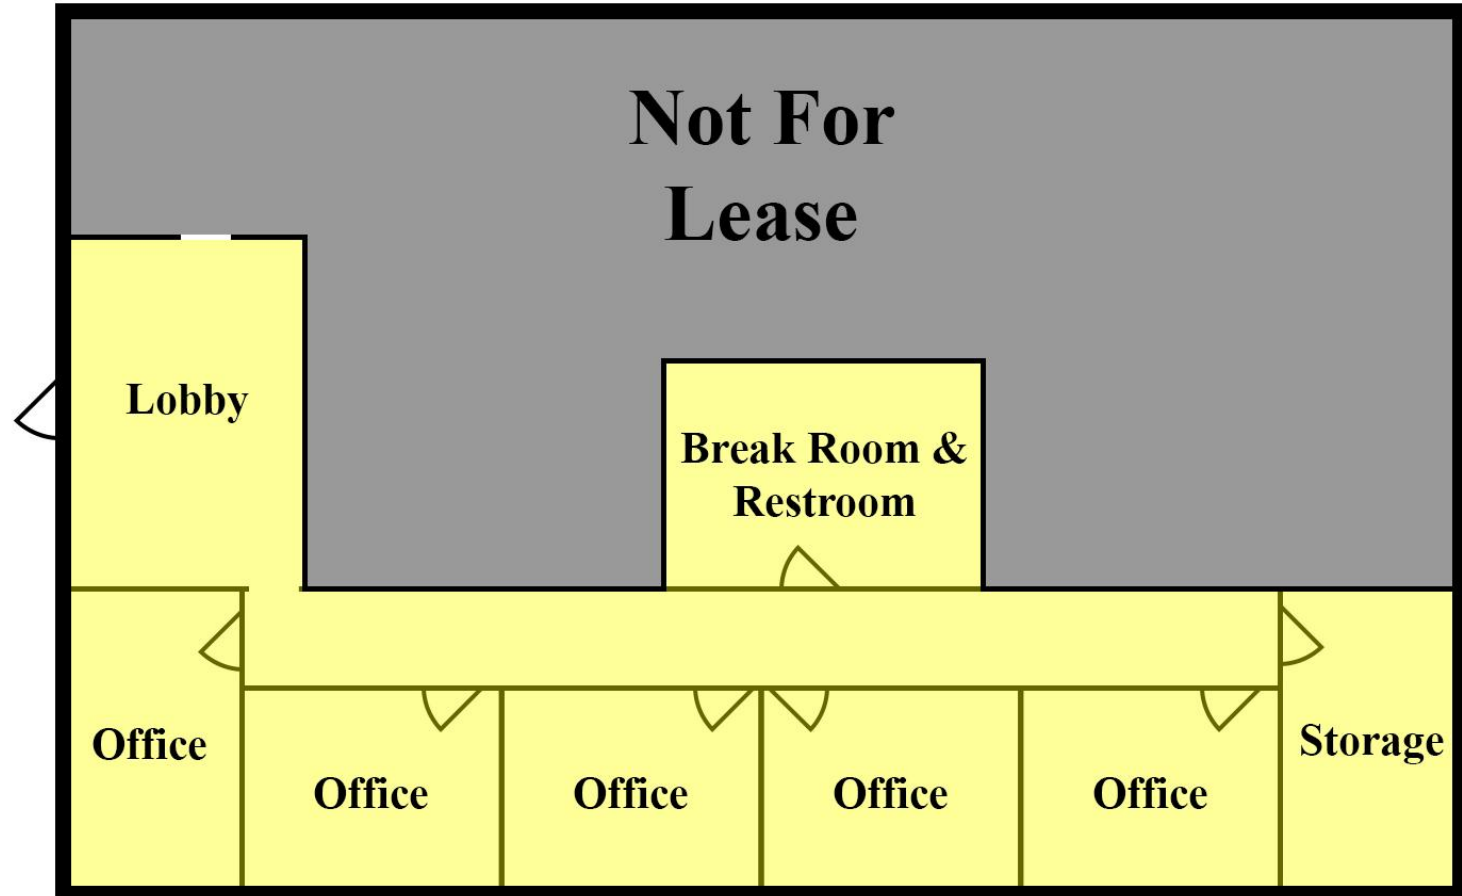 Not For
Lease
Lobby
Break Room &
Restroom
Office
Office
Office
Office
Office
Storage